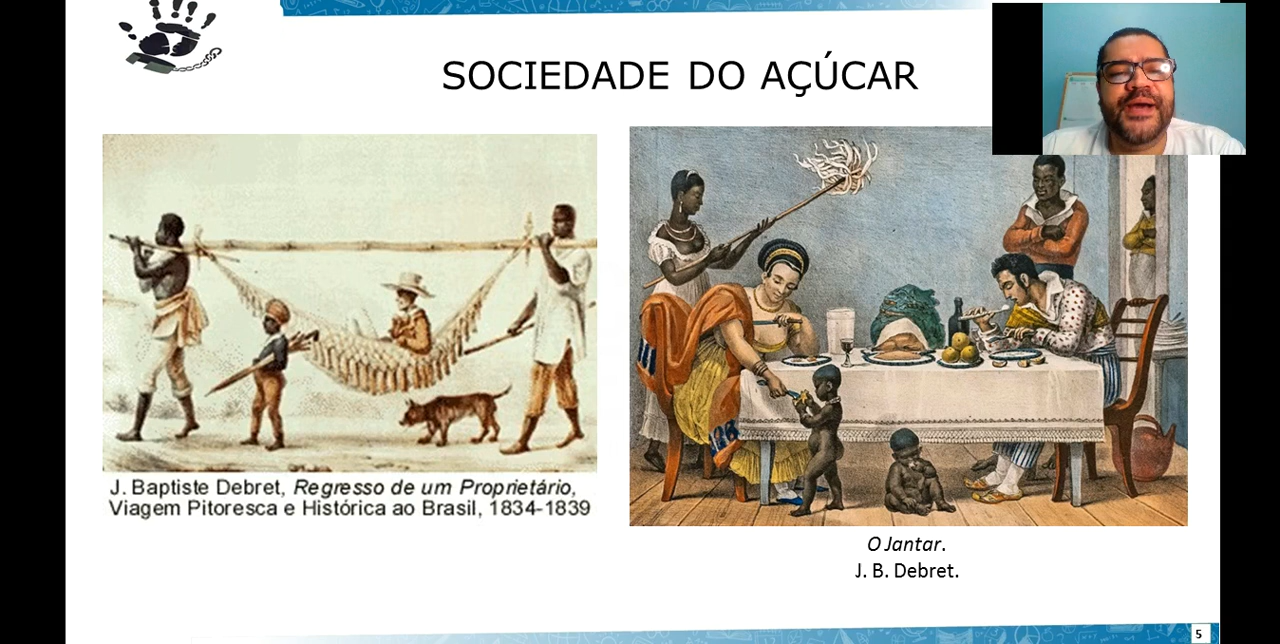 SOCIEDADE DO AÇÚCAR
J. Baptiste Debret, Regresso de um Proprietário,
Viagem Pitoresca e Histórica ao Brasil, 1834-1839
O Jantar.
J. B. Debret.
5